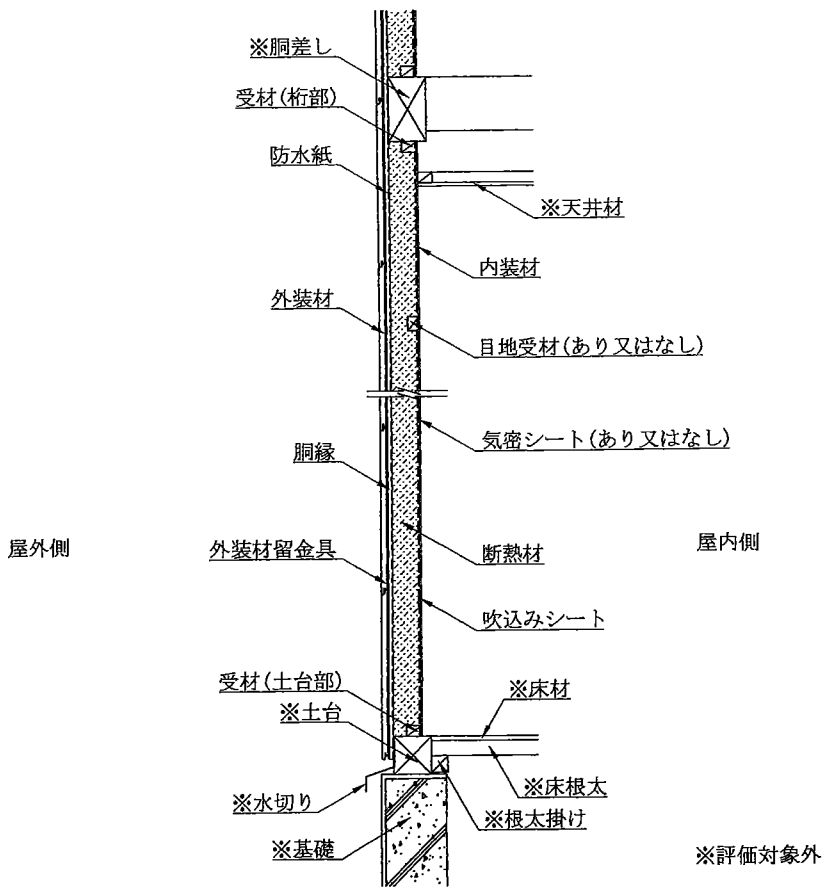 ※胴差し
受材(桁部)
防水紙
※天井材
内装材
外装材
目地受材(あり又はなし)
気密シート(あり又はなし)
胴縁
屋外側
外装材留金具
断熱材
屋内側
吹込みシート
受材(土台部)
※床材
※土台
※床根太
※水切り
※根太掛け
※基礎
※評価対象外